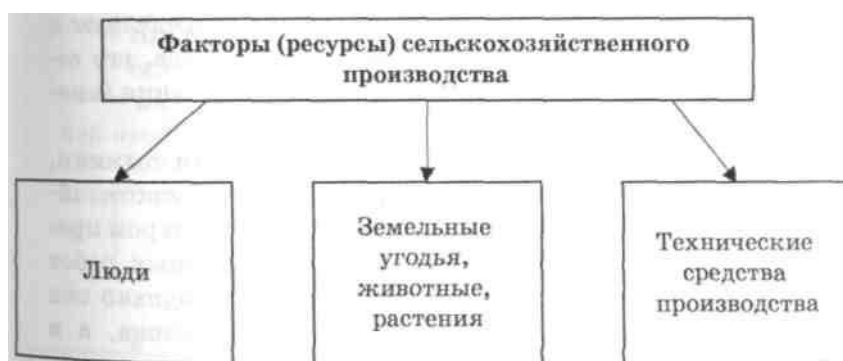 Факторы (ресурсы) сельскохозяйственного
производства
Люди
Земельные
угодья,
животные,
растения
Технические
средства
производства